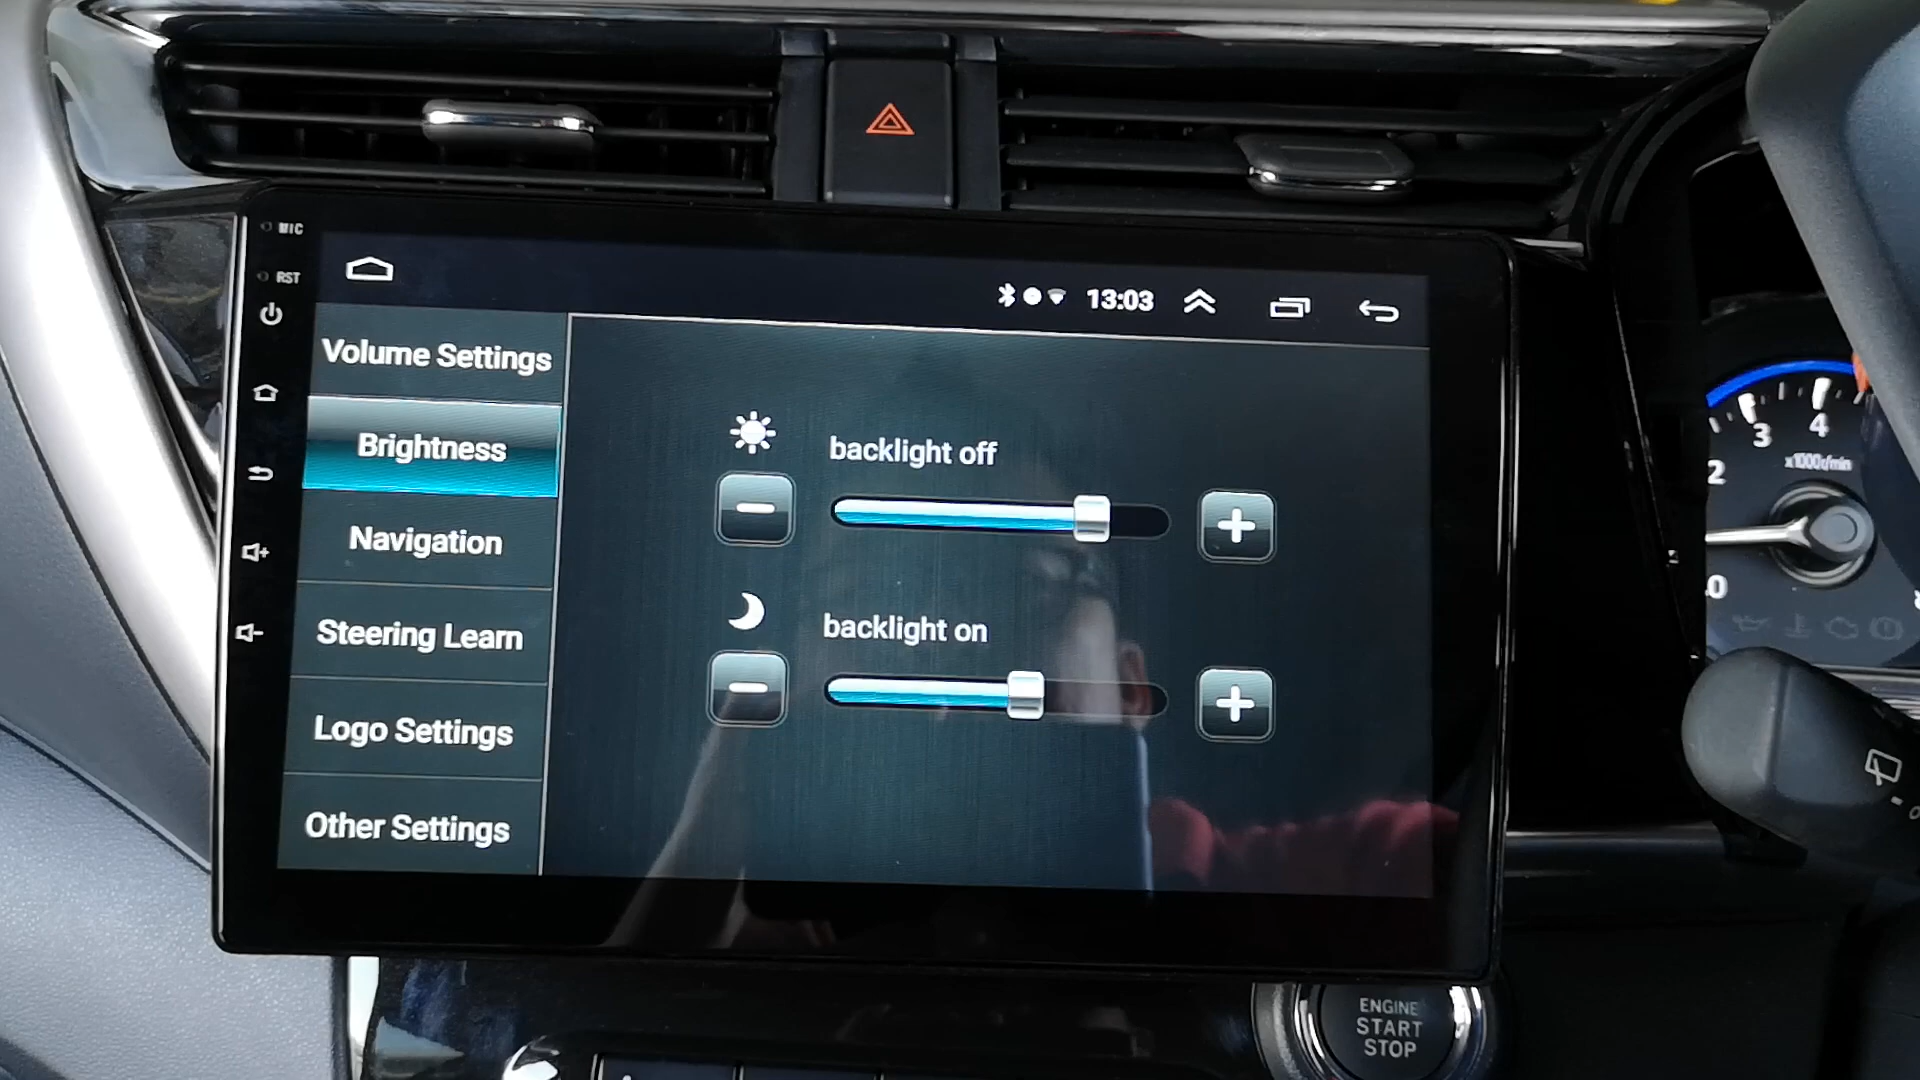 MIC
RST
13:03
Volume Settings
Brightness
Navigation
Steering Learn
Logo Settings
Other Settings
backlight off
backlight on
4
3
2
x1000r/min
0
ENGINE
START
STOP